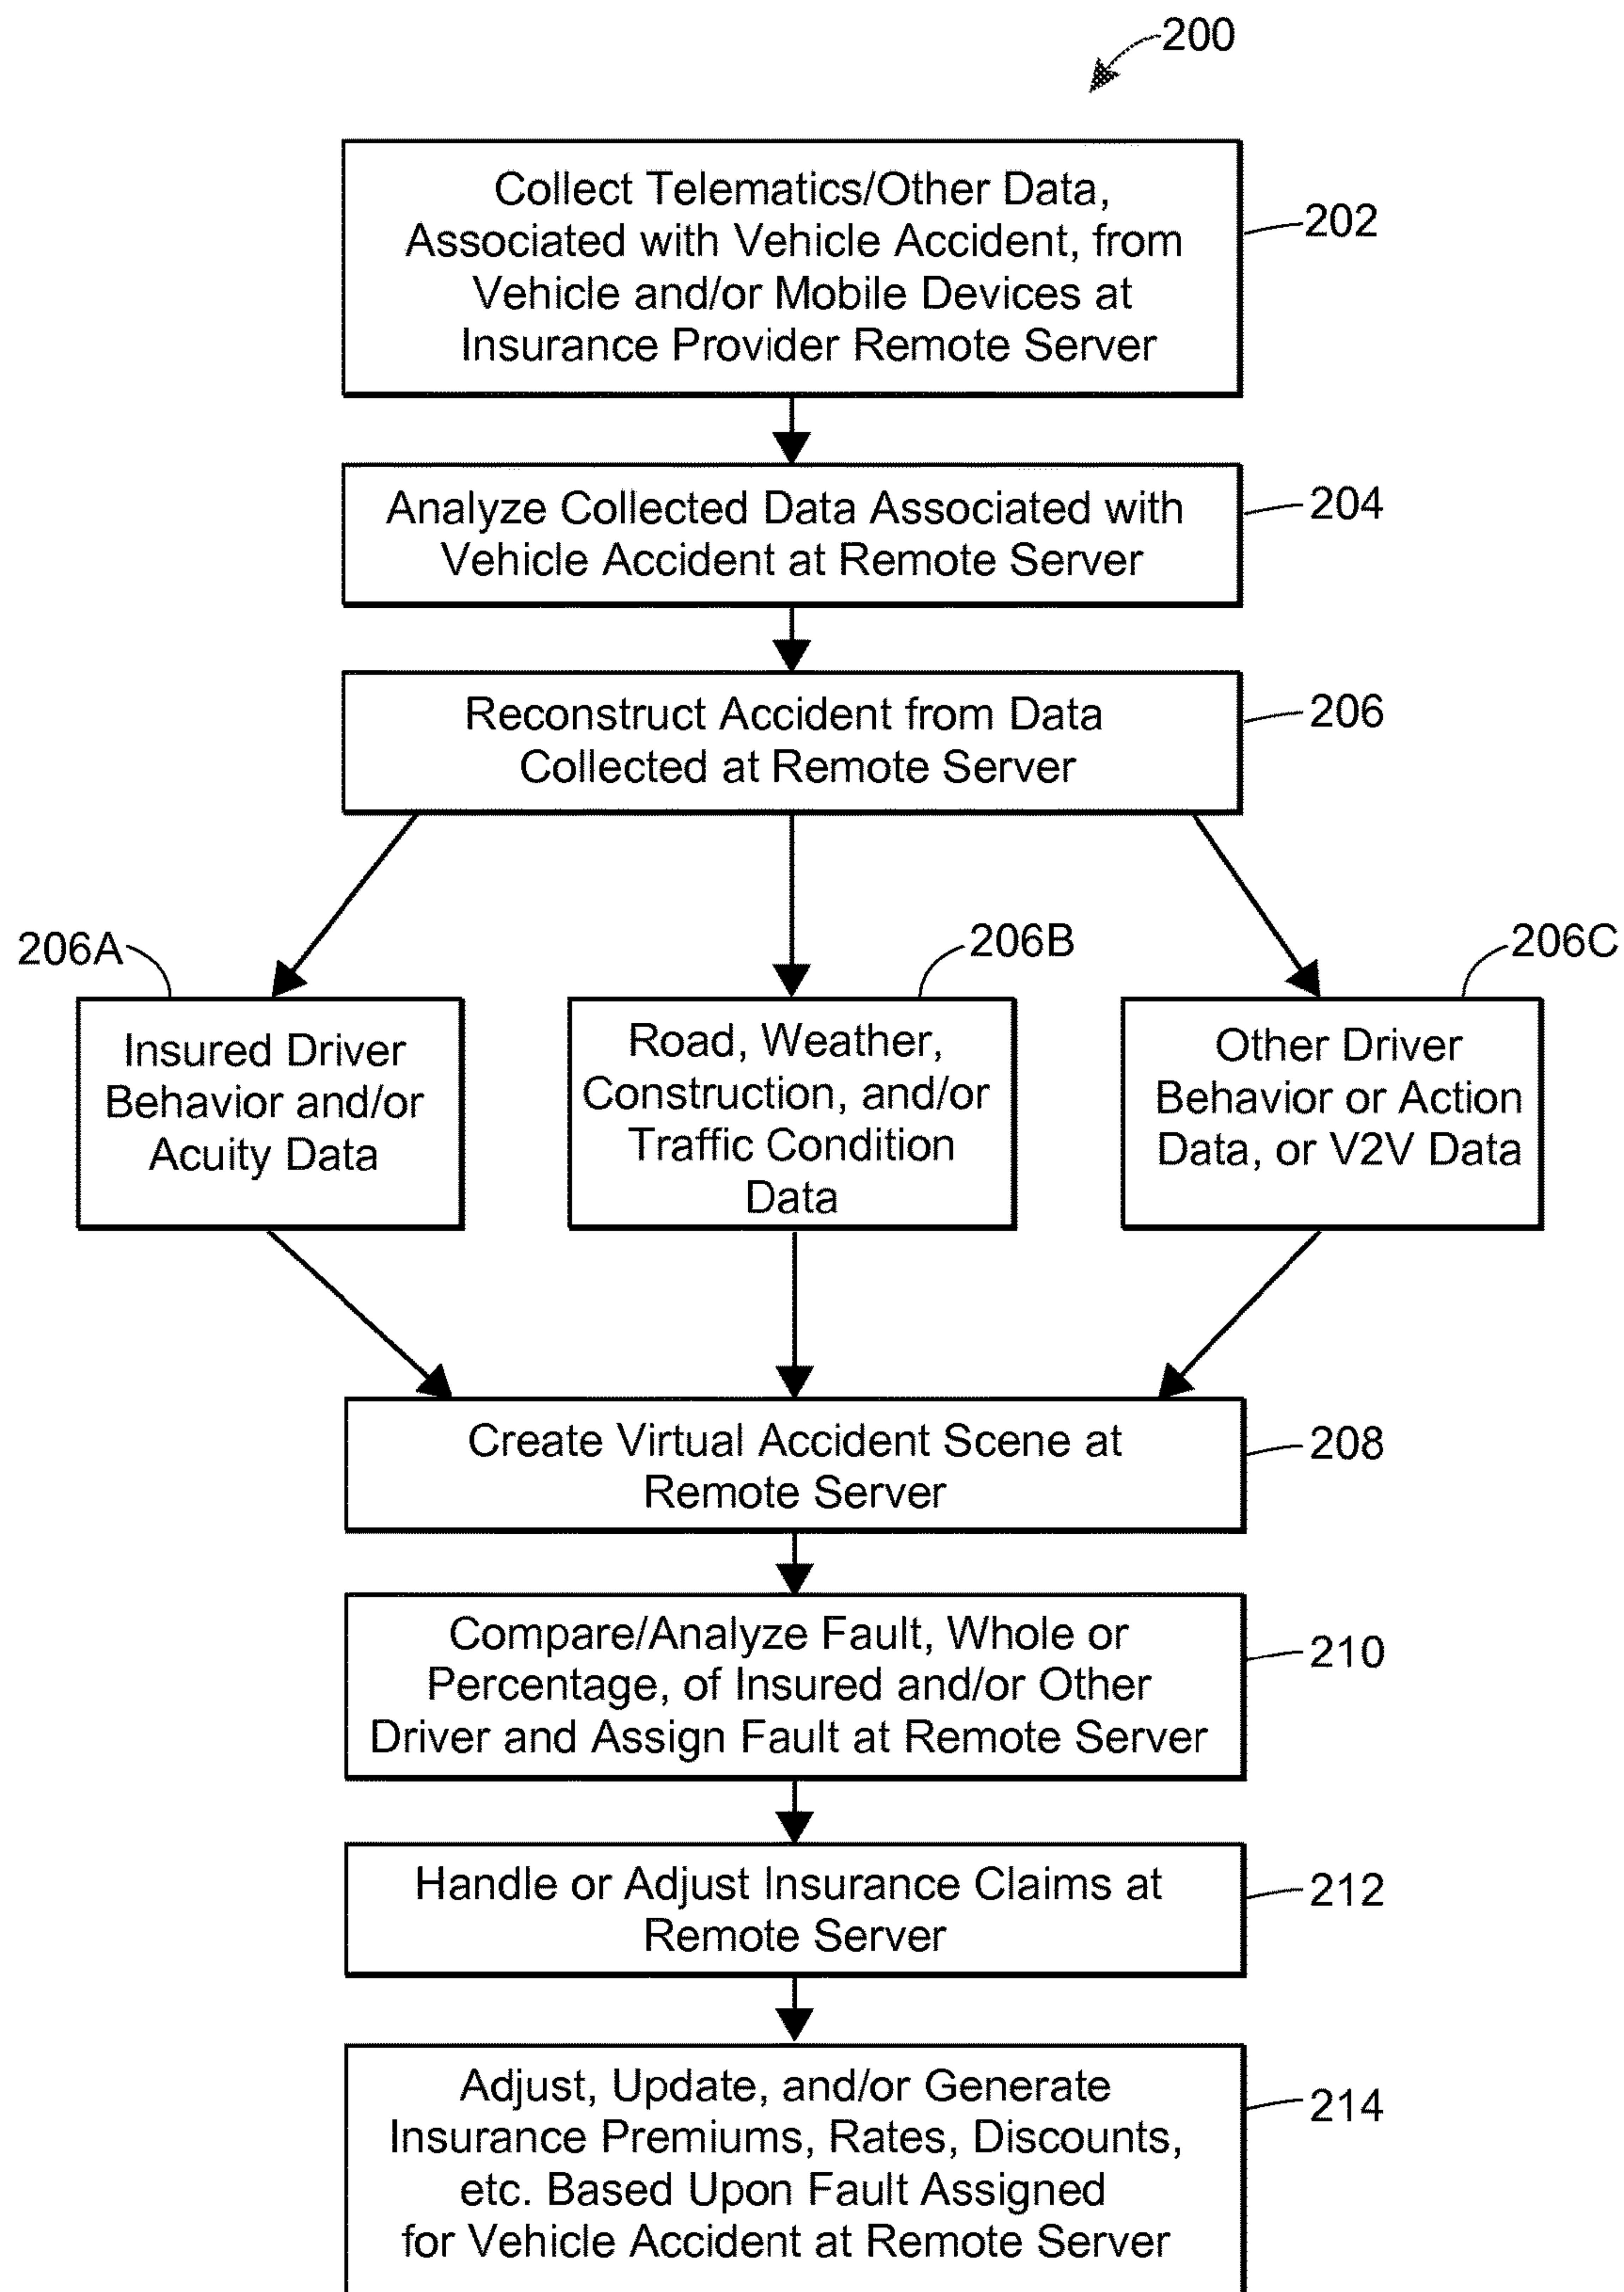 200
Collect Telematics/Other Data,
Associated with Vehicle Accident, from
Vehicle and/or Mobile Devices at
Insurance Provider Remote Server
202
Analyze Collected Data Associated with
Vehicle Accident at Remote Server
204
Reconstruct Accident from Data
Collected at Remote Server
206
206A
Insured Driver
Behavior and/or
Acuity Data
206B
Road, Weather,
Construction, and/or
Traffic Condition
Data
206C
Other Driver
Behavior or Action
Data, or V2V Data
Create Virtual Accident Scene at
Remote Server
208
Compare/Analyze Fault, Whole or
Percentage, of Insured and/or Other
Driver and Assign Fault at Remote Server
210
Handle or Adjust Insurance Claims at
Remote Server
212
Adjust, Update, and/or Generate
Insurance Premiums, Rates, Discounts,
etc. Based Upon Fault Assigned
for Vehicle Accident at Remote Server
214